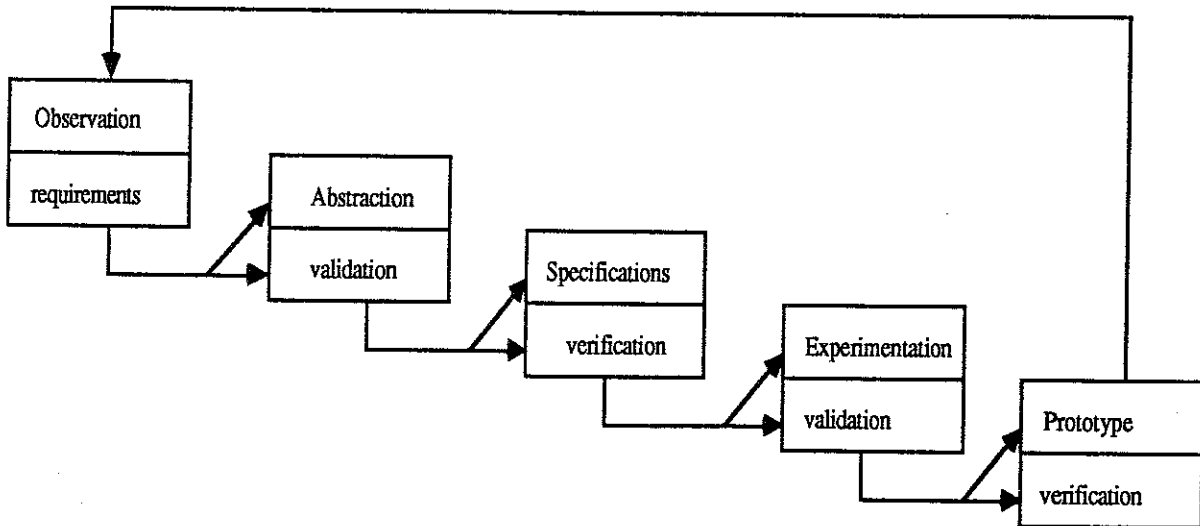 Observation
requirements
Abstraction
validation
Specifications
verification
Experimentation
validation
Prototype
verification